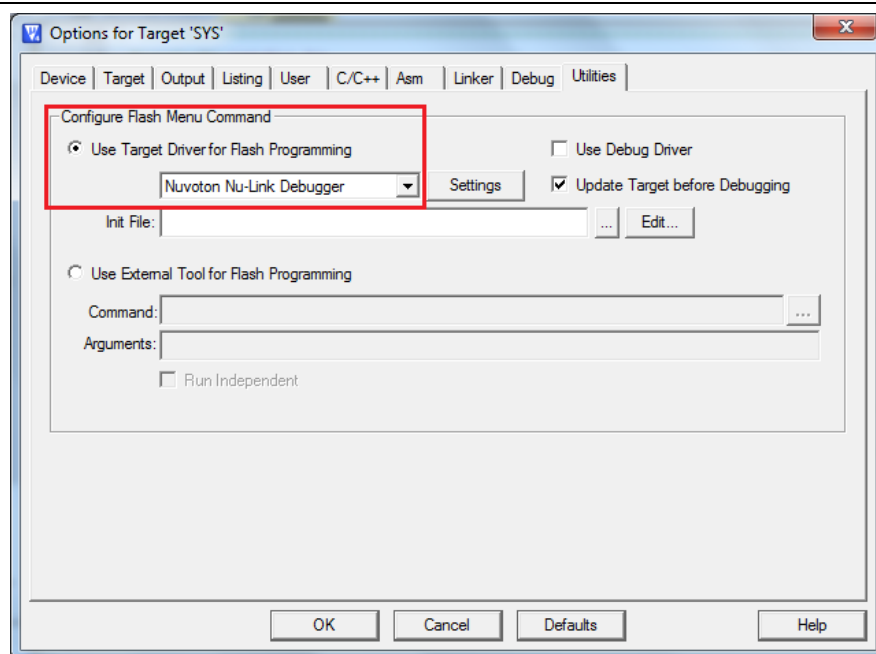 Options for Target 'SYS'
Device Target Output Listing User C/C++ Asm Linker Debug Utilities
Configure Flash Menu Command
Use Target Driver for Flash Programming
Use Debug Driver
Nuvoton Nu-Link Debugger
Settings
Update Target before Debugging
Init File:
...
Edit...
Use External Tool for Flash Programming
Command:
...
Arguments:
Run Independent
OK
Cancel
Defaults
Help